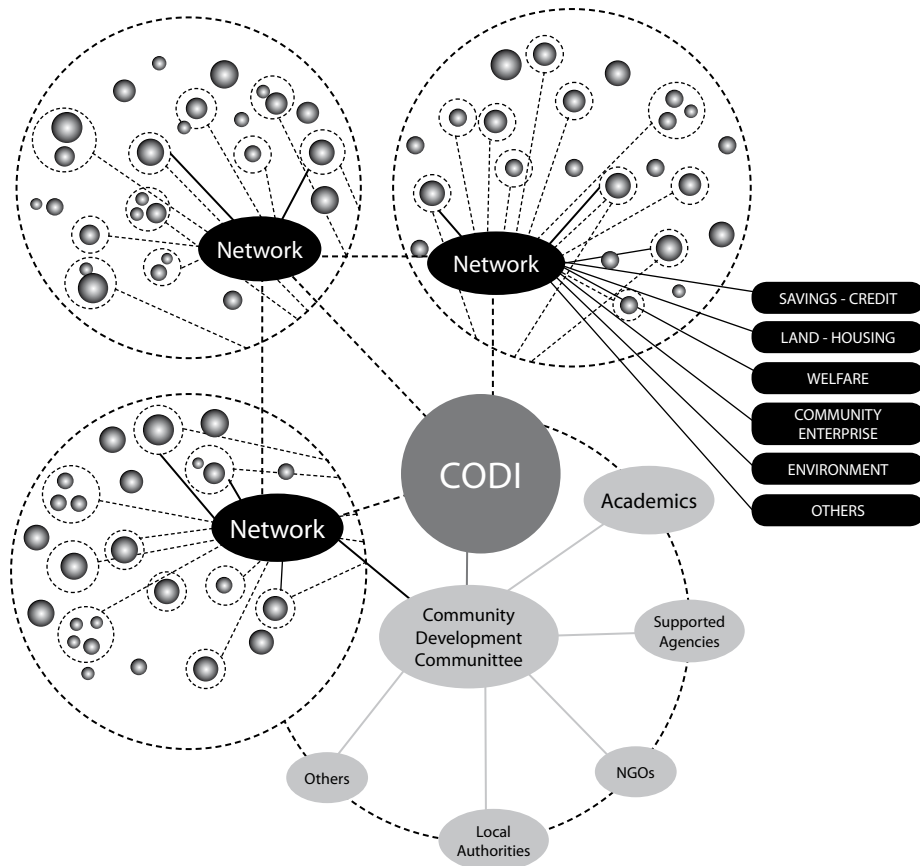 Network
Network
SAVINGS - CREDIT
LAND - HOUSING
WELFARE
COMMUNITY
ENTERPRISE
ENVIRONMENT
OTHERS
CODI
Academics
Network
Community
Development
Communittee
Supported
Agencies
Others
NGOs
Local
Authorities